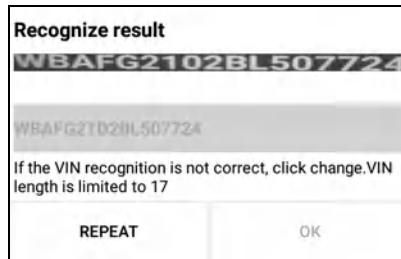 Recognize result
WBAFG2102BL507724
WBAFG21D20L507724
If the VIN recognition is not correct, click change.VIN
length is limited to 17
REPEAT
OK